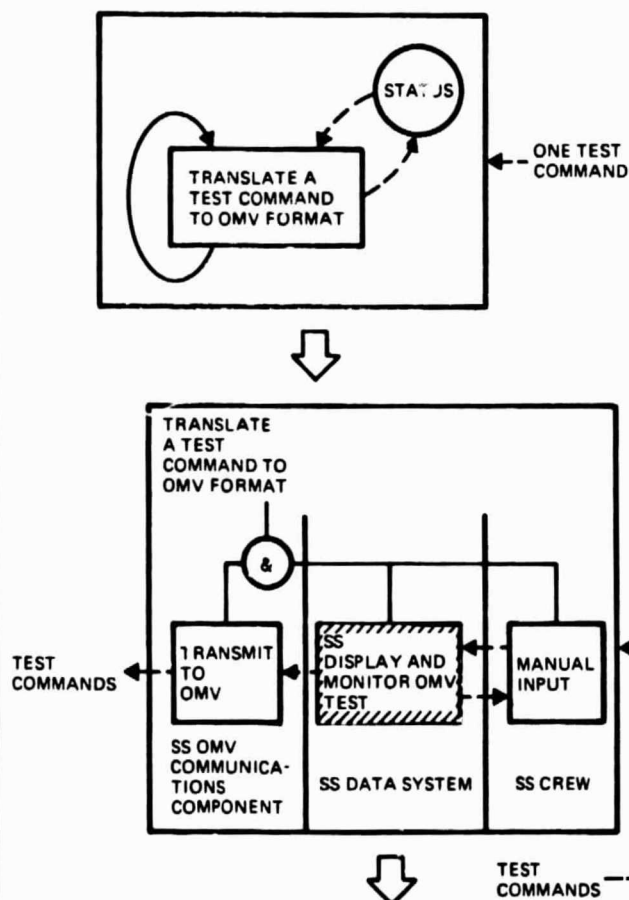 STATUS
TRANSLATE A
TEST COMMAND
TO OMV FORMAT
ONE TEST
COMMAND
TRANSLATE
A TEST
COMMAND TO
OMV FORMAT
&
TEST
COMMANDS
TRANSMIT
TO
OMV
SS
DISPLAY AND
MONITOR OMV
TEST
MANUAL
INPUT
SS OMV
COMMUNICA-
TIONS
COMPONENT
SS DATA SYSTEM
SS CREW
TEST
COMMANDS